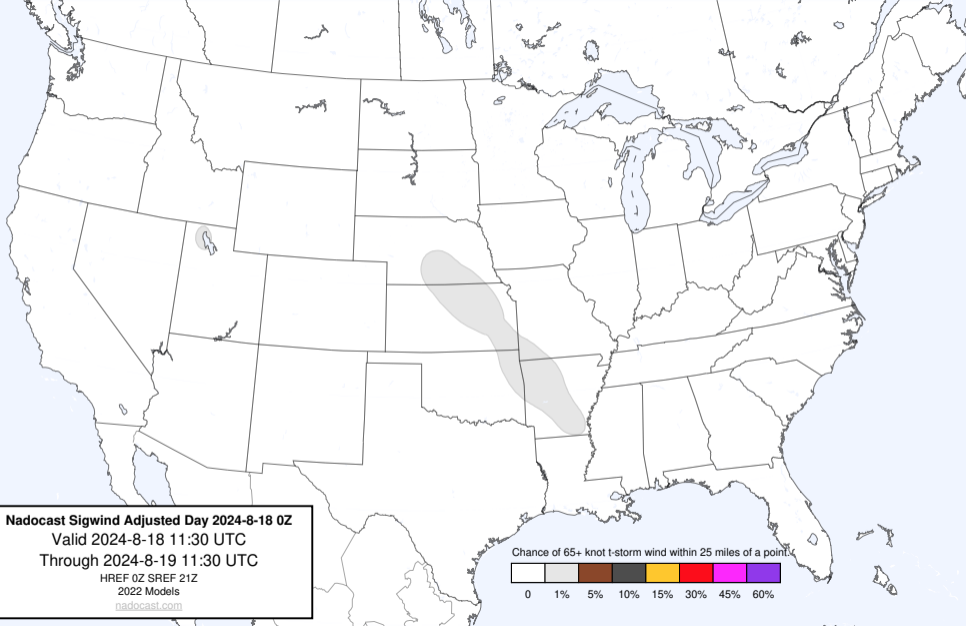 Nadocast Sigwind Adjusted Day 2024-8-18 0Z
Valid 2024-8-18 11:30 UTC
Through 2024-8-19 11:30 UTC
HREF 0Z SREF 21Z
2022 Models
nadocast.com
Chance of 65+ knot t-storm wind within 25 miles of a point.
0 1% 5% 10% 15% 30% 45% 60%